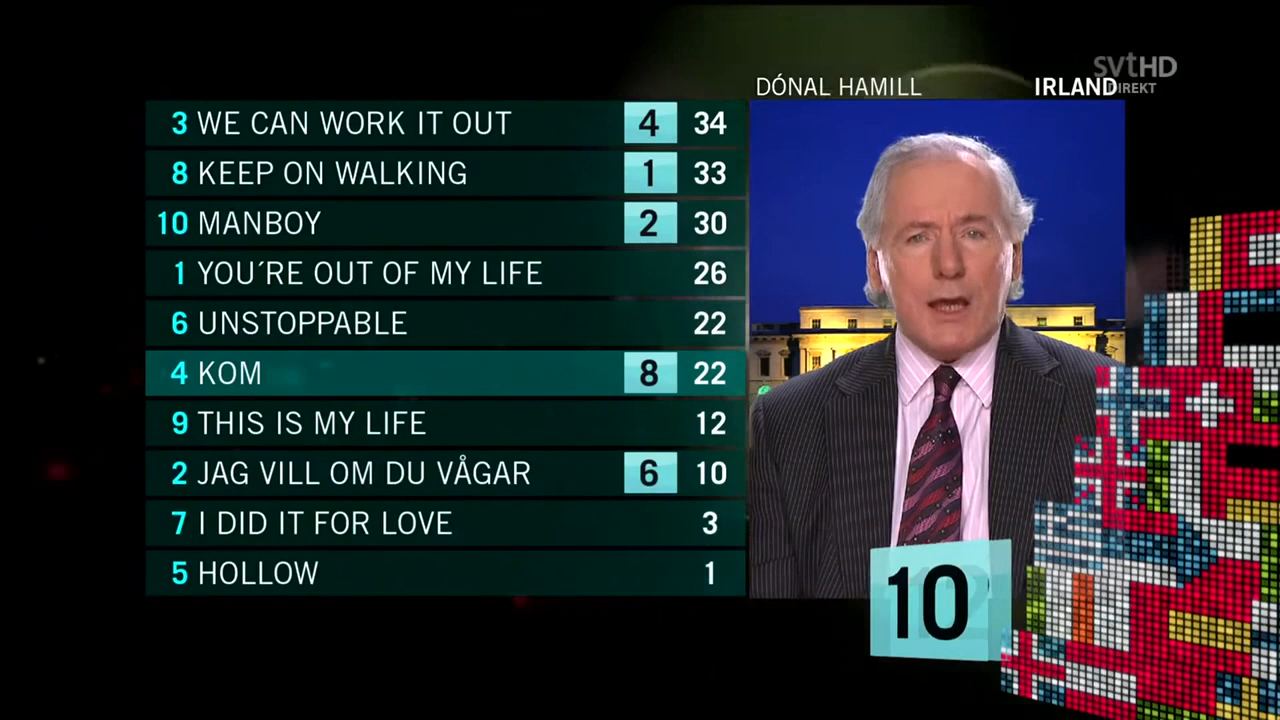 svtHD
DIREKT
DÓNAL HAMILL IRLAND
3 WE CAN WORK IT OUT 4 34
8 KEEP ON WALKING 1 33
10 MANBOY 2 30
1 YOU´RE OUT OF MY LIFE 26
6 UNSTOPPABLE 22
4 KOM 8 22
9 THIS IS MY LIFE 12
2 JAG VILL OM DU VÅGAR 6 10
7 I DID IT FOR LOVE 3
5 HOLLOW 1
10